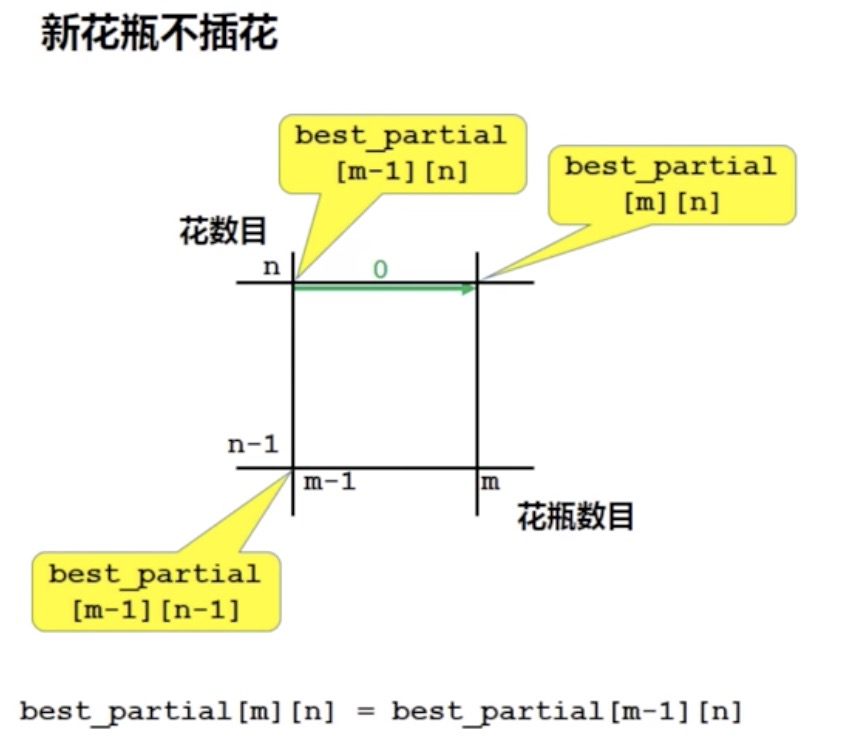 新花瓶不插花
best_partial
[m-1][n]
best_partial
[m][n]
花数目
n
0
n-1
m-1
m
花瓶数目
best_partial
[m-1][n-1]
best_partial[m][n] = best_partial[m-1][n]